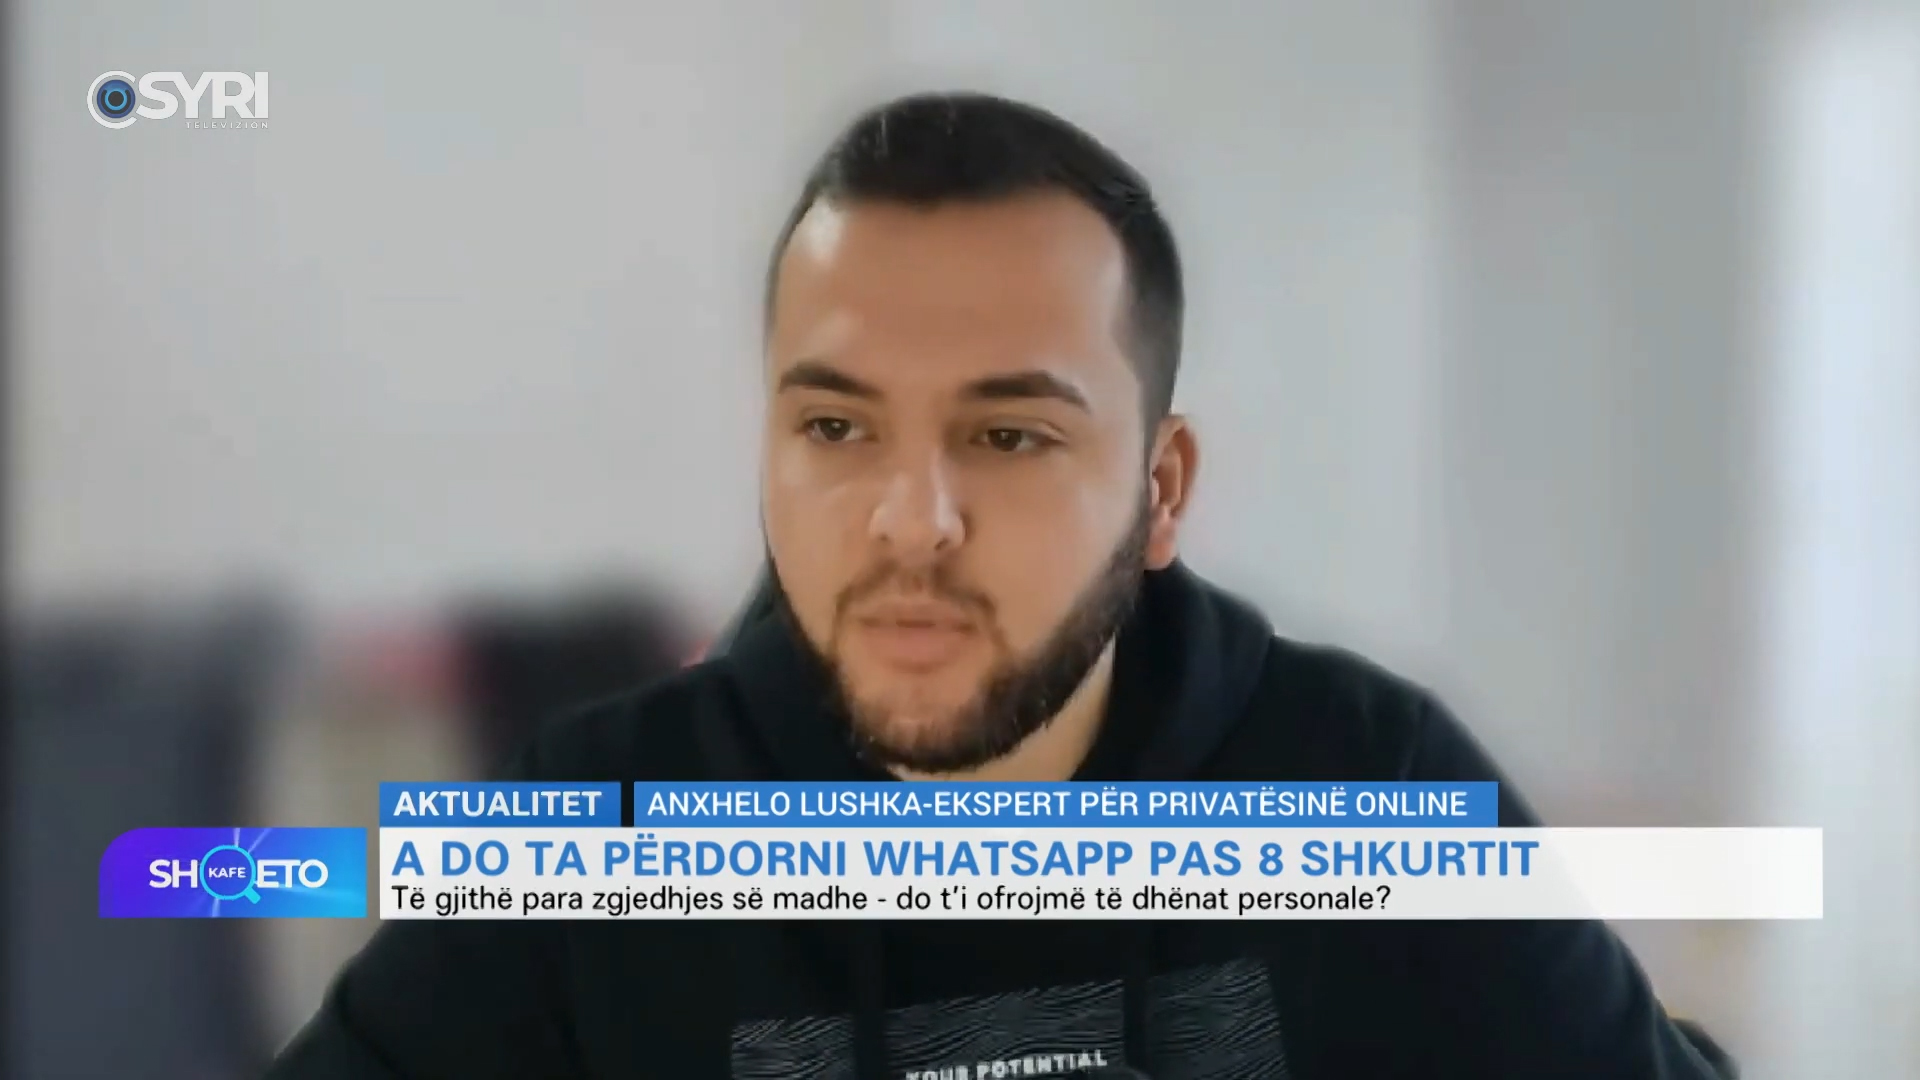 SYRI
TELEVIZION
AKTUALITET
ANXHELO LUSHKA-EKSPERT PËR PRIVATËSINË ONLINE
SH KAFE ETO
A DO TA PËRDORNI WHATSAPP PAS 8 SHKURTIT
Të gjithë para zgjedhjes së madhe - do t'i ofrojmë të dhënat personale?
YOUR POTENTIAL